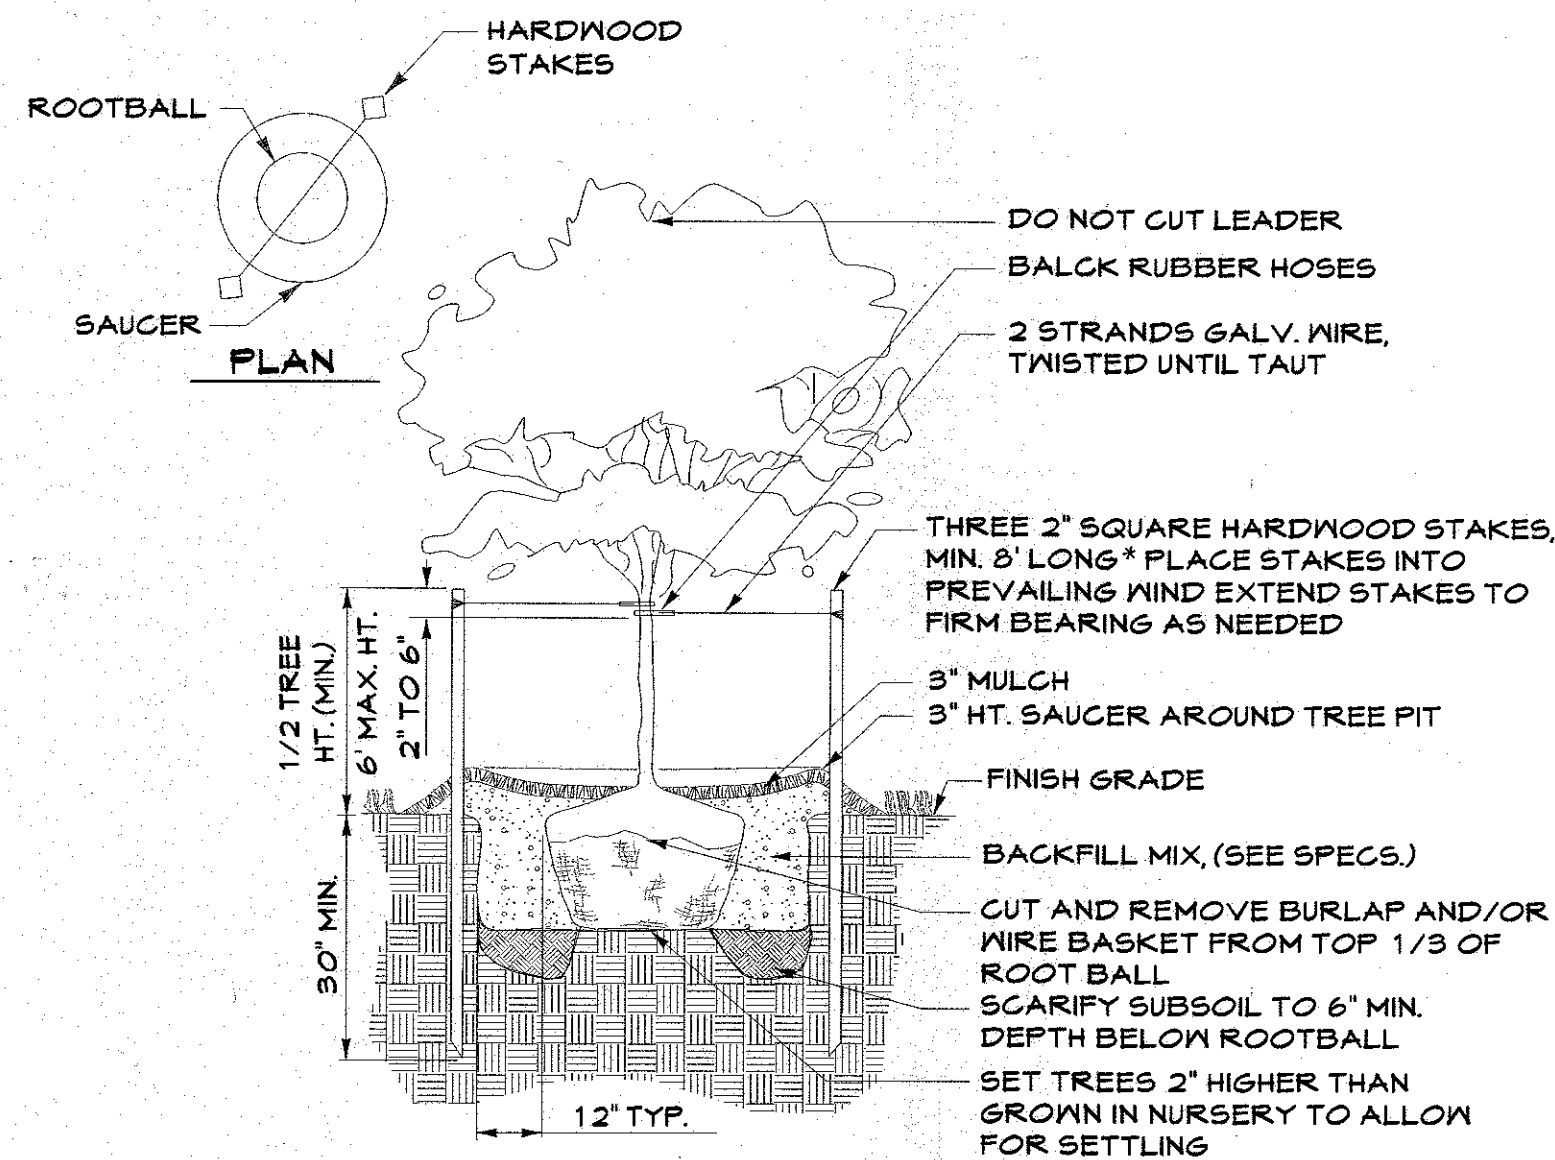 HARDWOOD
STAKES
ROOTBALL
SAUCER
PLAN
DO NOT CUT LEADER
BALCK RUBBER HOSES
2 STRANDS GALV. WIRE,
TWISTED UNTIL TAUT
THREE 2" SQUARE HARDWOOD STAKES,
MIN. 8' LONG* PLACE STAKES INTO
PREVAILING WIND EXTEND STAKES TO
FIRM BEARING AS NEEDED
1/2 TREE
HT. (MIN.)
6' MAX. HT.
2" TO 6"
3" MULCH
3" HT. SAUCER AROUND TREE PIT
FINISH GRADE
BACKFILL MIX, (SEE SPECS.)
30" MIN.
CUT AND REMOVE BURLAP AND/OR
WIRE BASKET FROM TOP 1/3 OF
ROOT BALL
SCARIFY SUBSOIL TO 6" MIN.
DEPTH BELOW ROOTBALL
SET TREES 2" HIGHER THAN
GROWN IN NURSERY TO ALLOW
FOR SETTLING
12" TYP.